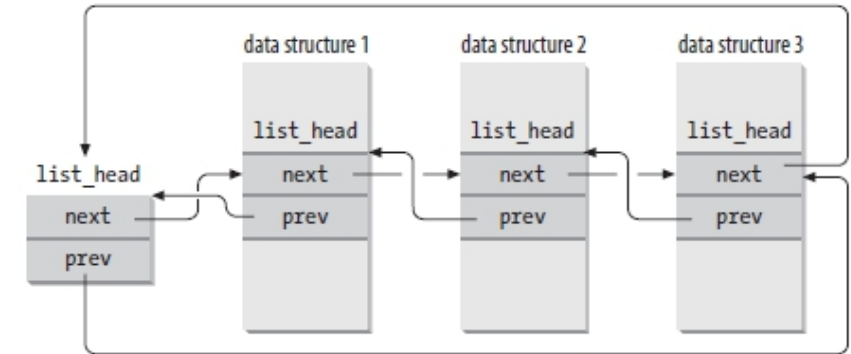 data structure 1
data structure 2
data structure 3
list_head
list_head
list_head
list_head
next
next
next
next
prev
prev
prev
prev